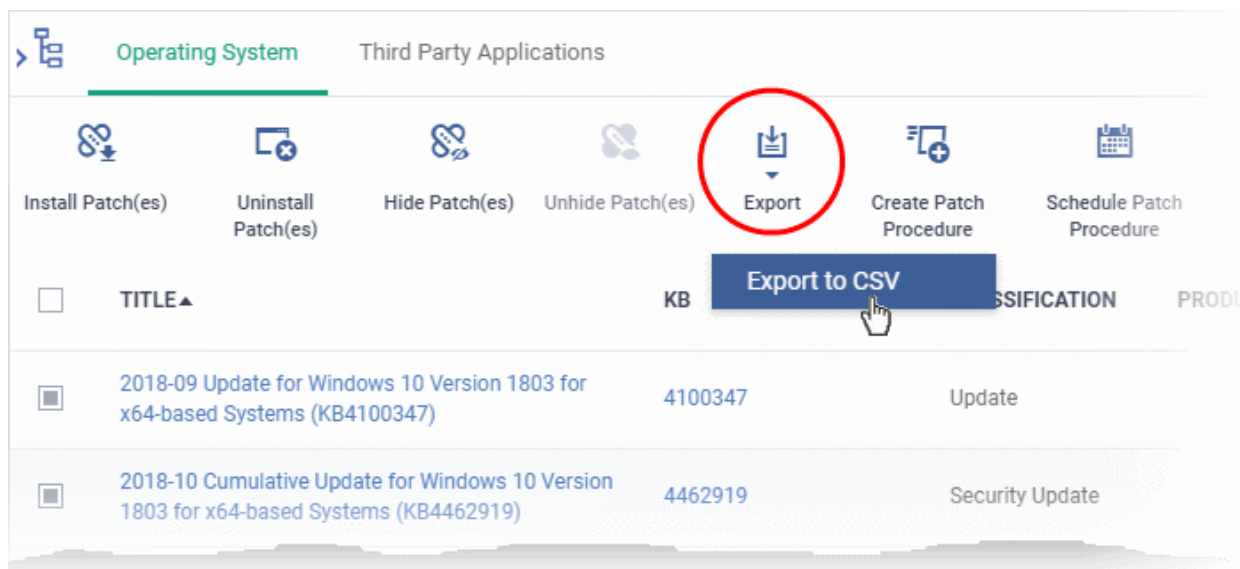 Operating System Third Party Applications
Install Patch(es) Uninstall Patch(es) Hide Patch(es) Unhide Patch(es) Export Create Patch Procedure Schedule Patch Procedure
Export to CSV
TITLE KB SSIFICATION PRODU
2018-09 Update for Windows 10 Version 1803 for
x64-based Systems (KB4100347)
4100347 Update
2018-10 Cumulative Update for Windows 10 Version
1803 for x64-based Systems (KB4462919)
4462919 Security Update